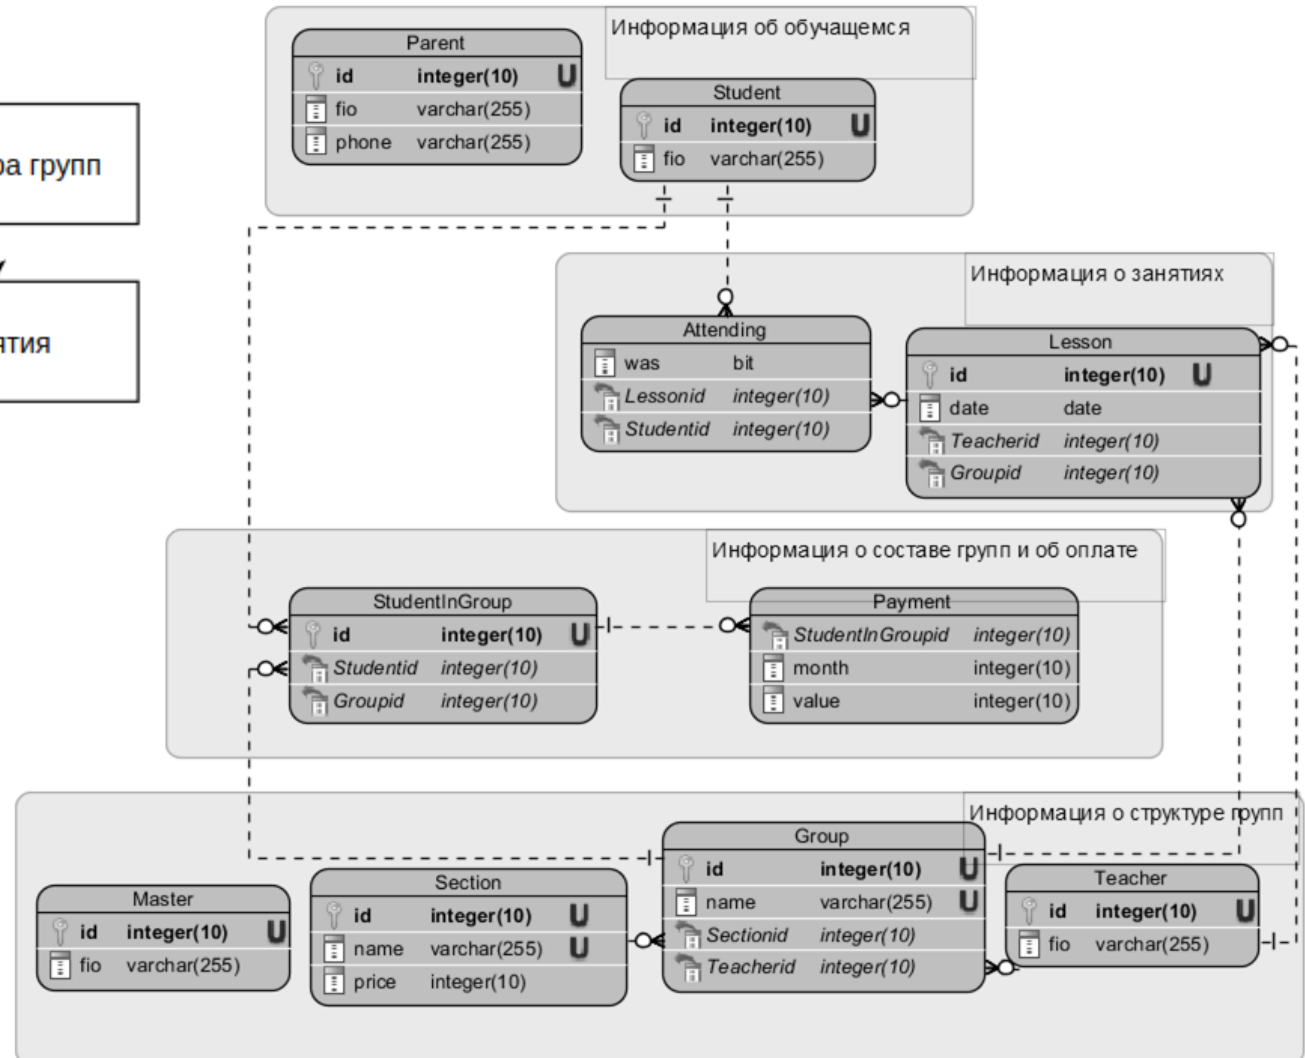 Информация об обучащемся
Parent
id integer(10) U
fio varchar(255)
phone varchar(255)
Student
id integer(10) U
fio varchar(255)
групп
Информация о занятиях
Attending
was bit
Lessonid integer(10)
Studentid integer(10)
Lesson
id integer(10) U
date date
Teacherid integer(10)
Groupid integer(10)
Информация о составе групп и об оплате
StudentInGroup
id integer(10) U
Studentid integer(10)
Groupid integer(10)
Payment
StudentInGroupid integer(10)
month integer(10)
value integer(10)
Информация о структуре групп
Master
id integer(10) U
fio varchar(255)
Section
id integer(10) U
name varchar(255) U
price integer(10)
Group
id integer(10) U
name varchar(255) U
Sectionid integer(10)
Teacherid integer(10)
Teacher
id integer(10) U
fio varchar(255)